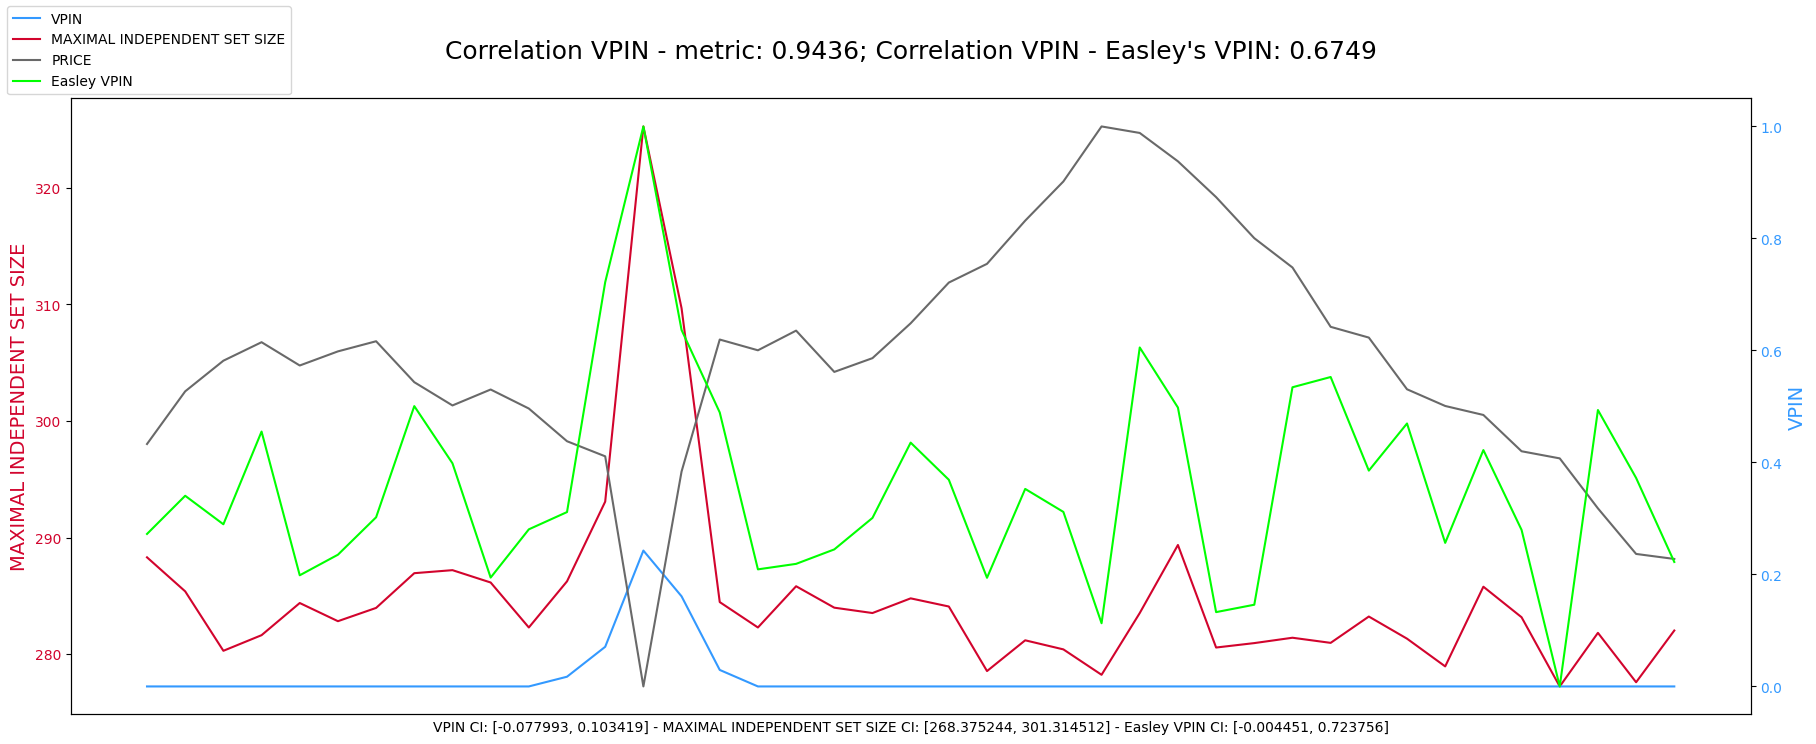 VPIN
MAXIMAL INDEPENDENT SET SIZE
PRICE
Easley VPIN
Correlation VPIN - metric: 0.9436; Correlation VPIN - Easley's VPIN: 0.6749
MAXIMAL INDEPENDENT SET SIZE
320
310
300
290
280
1.0
0.8
0.6
0.4
0.2
0.0
VPIN
VPIN CI: [-0.077993, 0.103419] - MAXIMAL INDEPENDENT SET SIZE CI: [268.375244, 301.314512] - Easley VPIN CI: [-0.004451, 0.723756]